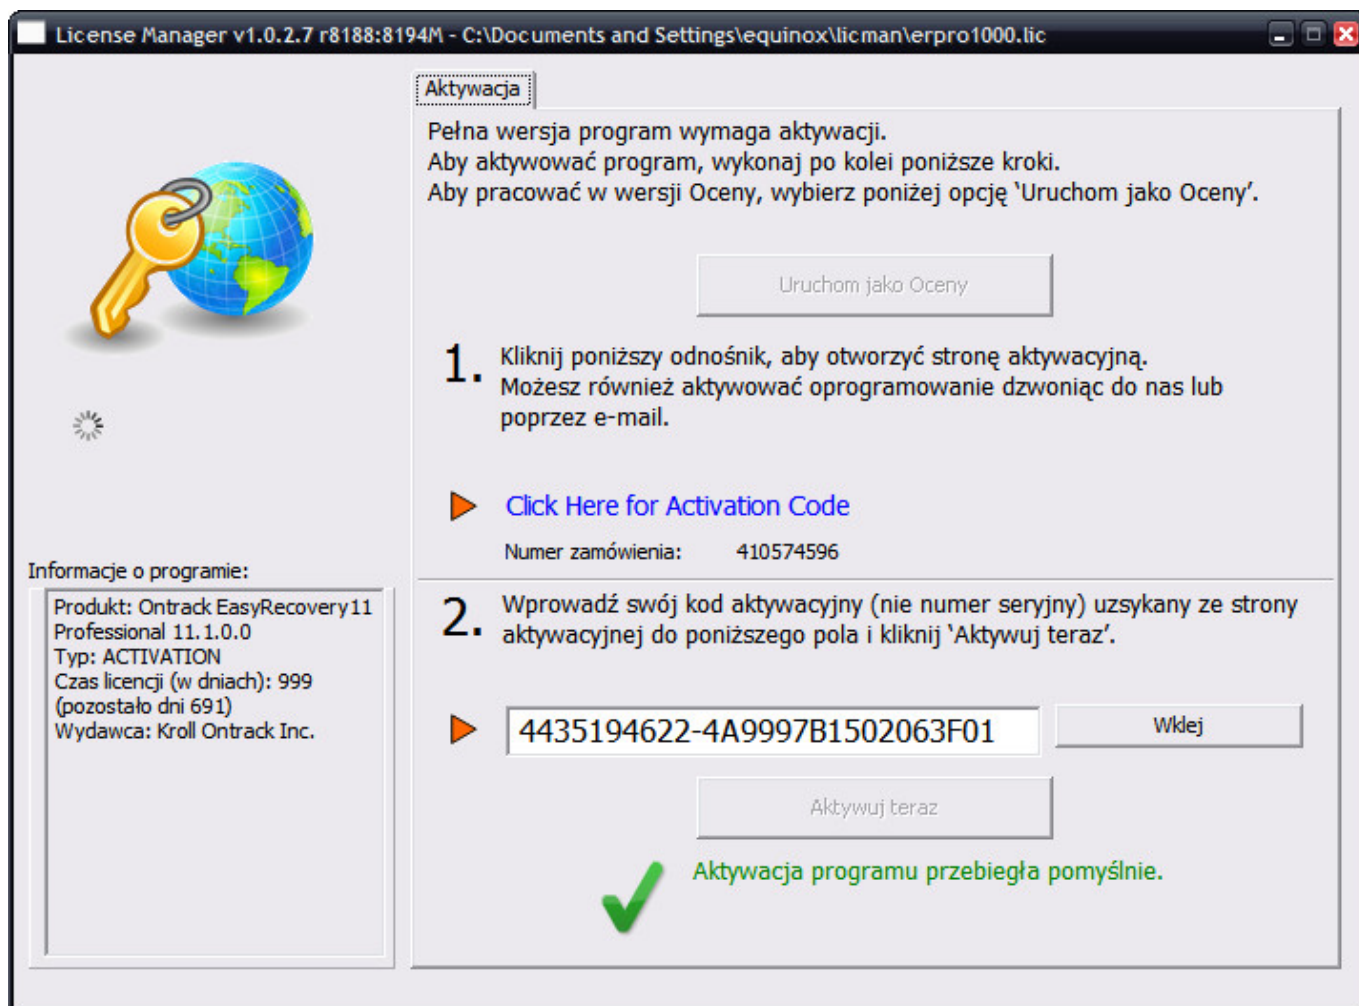 License Manager v1.0.2.7 r8188:8194M - C:\Documents and Settings\equinox\licman\erpro1000.lic
Aktywacja
Pełna wersja program wymaga aktywacji.
Aby aktywować program, wykonaj po kolei poniższe kroki.
Aby pracować w wersji Oceny, wybierz poniżej opcję 'Uruchom jako Oceny'.
Uruchom jako Oceny
1. Kliknij poniższy odnośnik, aby otworzyć stronę aktywacyjną.
Możesz również aktywować oprogramowanie dzwoniąc do nas lub
poprzez e-mail.
Click Here for Activation Code
Numer zamówienia: 410574596
Informacje o programie:
Produkt: Ontrack EasyRecovery11
Professional 11.1.0.0
Typ: ACTIVATION
Czas licencji (w dniach): 999
(pozostało dni 691)
Wydawca: Kroll Ontrack Inc.
2. Wprowadź swój kod aktywacyjny (nie numer seryjny) uzsykany ze strony
aktywacyjnej do poniższego pola i kliknij 'Aktywuj teraz'.
4435194622-4A9997B1502063F01
Wklej
Aktywuj teraz
Aktywacja programu przebiegła pomyślnie.